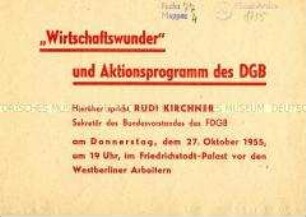 „Wirtschaftswunder“
und Aktionsprogramm des DGB
Hierüber spricht RUDI KIRCHNER
Sekretär des Bundesvorstandes des FDGB
am Donnerstag, dem 27. Oktober 1955,
um 19 Uhr, im Friedrichstadt-Palast vor den
Westberliner Arbeitern